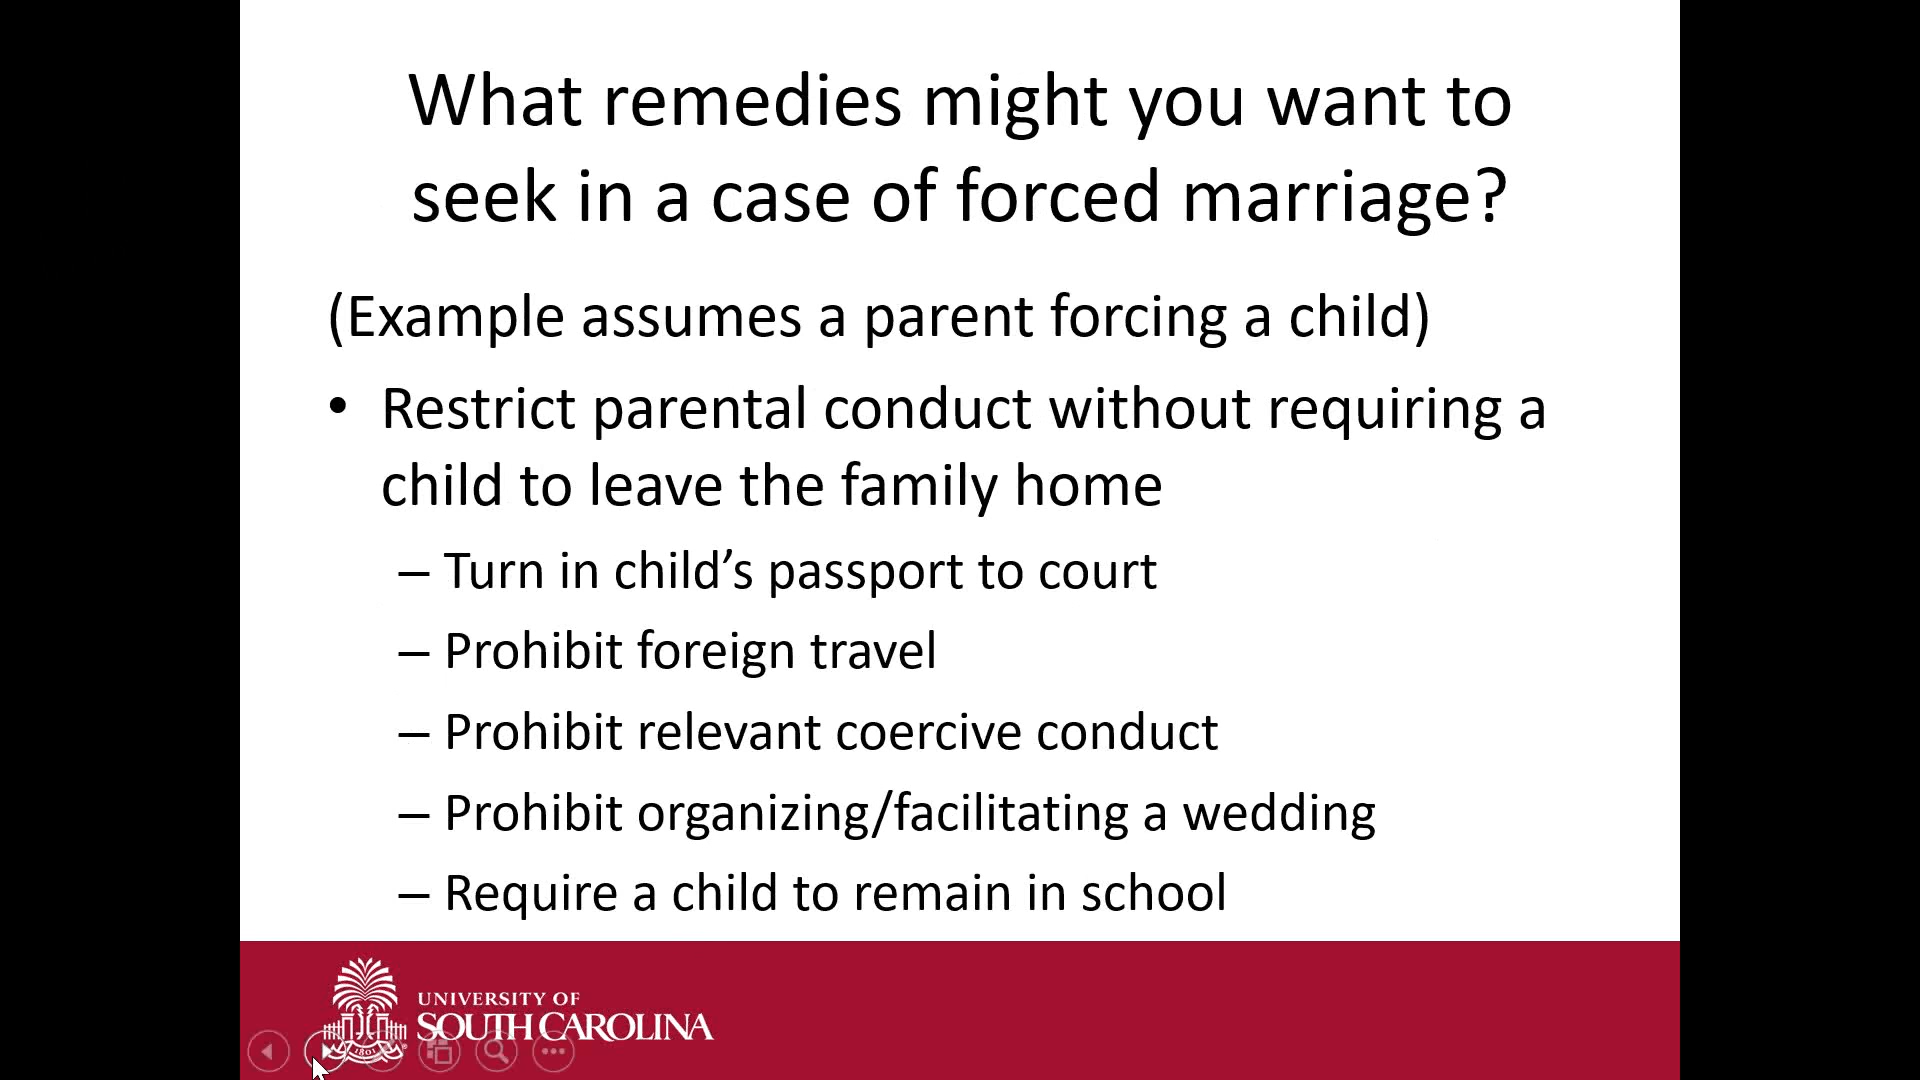 What remedies might you want to
seek in a case of forced marriage?
(Example assumes a parent forcing a child)
• Restrict parental conduct without requiring a
child to leave the family home
– Turn in child’s passport to court
– Prohibit foreign travel
– Prohibit relevant coercive conduct
– Prohibit organizing/facilitating a wedding
– Require a child to remain in school
UNIVERSITY OF
SOUTH CAROLINA
1801